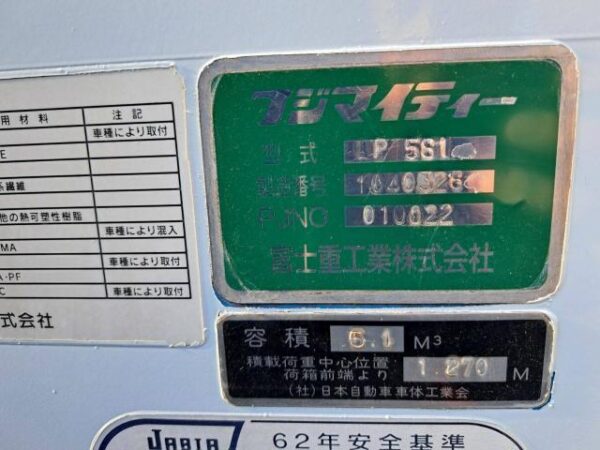 用材料 注記
車種により取付
E
系繊維
他の熱可塑性樹脂
車種により混入
MA
車種により取付
A・PF
C 車種により取付
式会社
フジマイティー
型式
製造番号
PJNO 010822
富士重工業株式会社
容積 6.1 M3
積載荷重中心位置
荷箱前端より 1.270 M
(社)日本自動車車体工業会
JABIA 62年安全基準